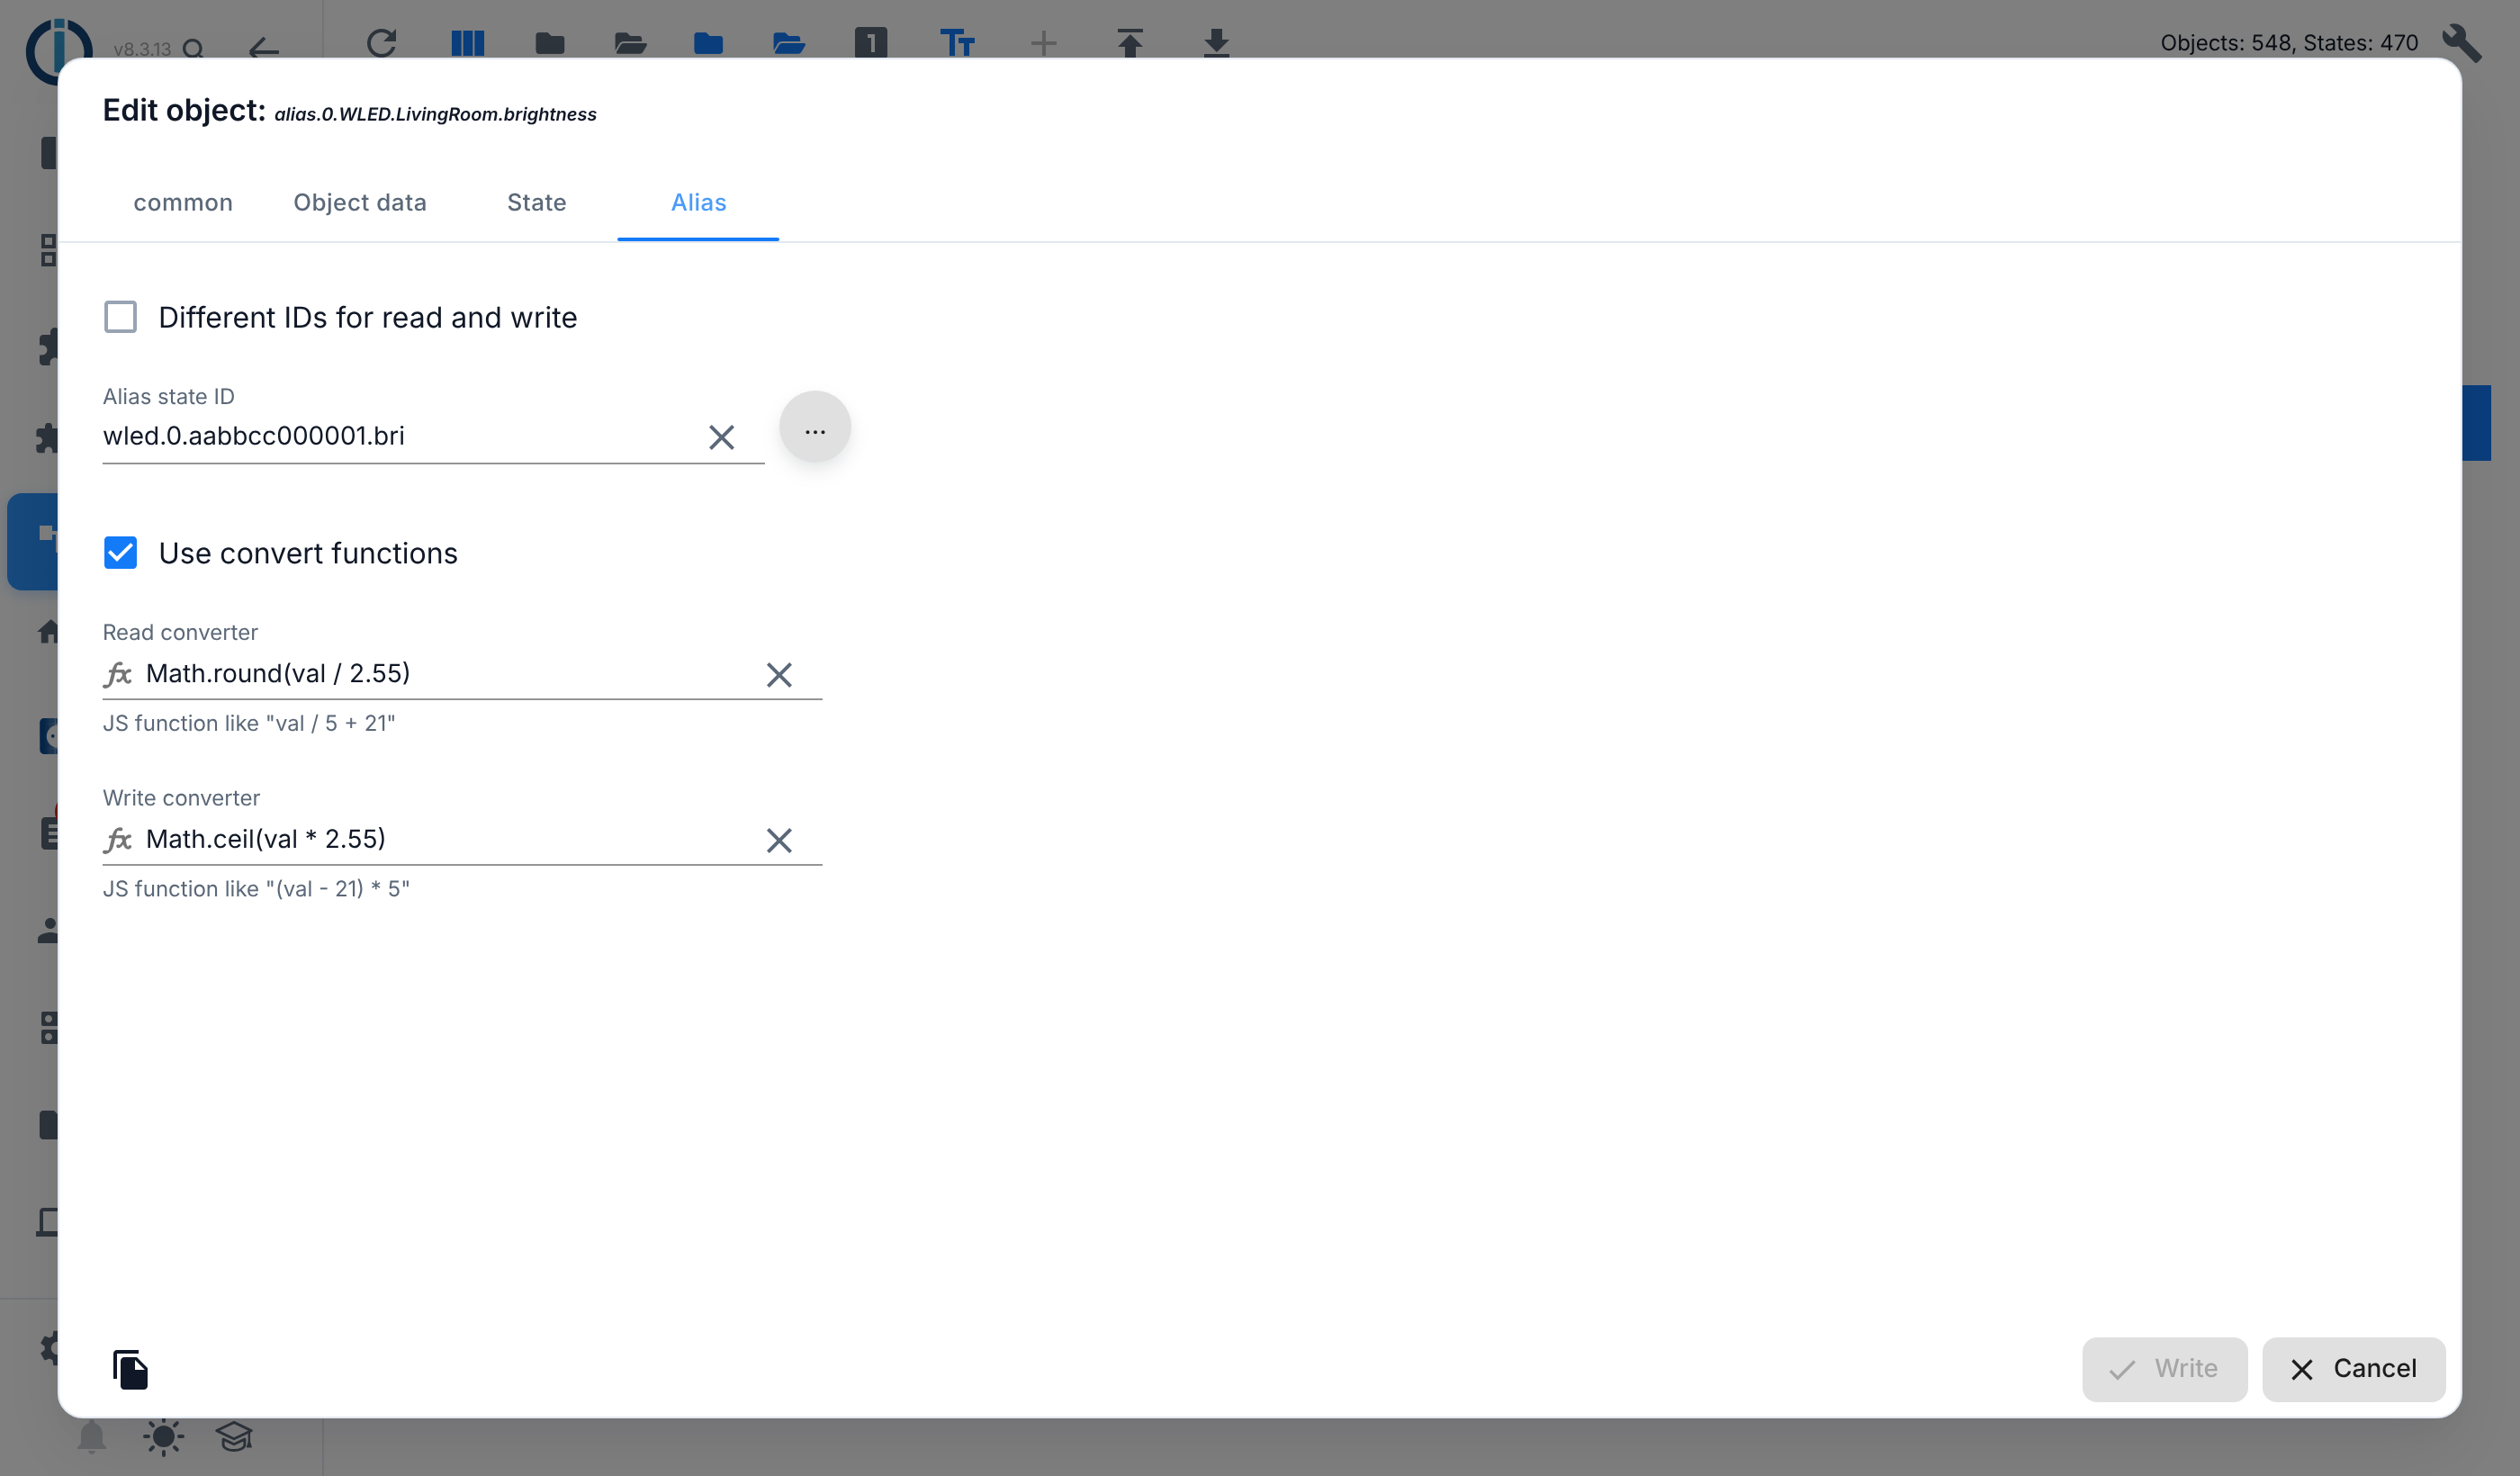 v8.3.13
1
Objects: 548, States: 470
Edit object: alias.0.WLED.LivingRoom.brightness
common Object data State Alias
Different IDs for read and write
Alias state ID
wled.0.aabbcc000001.bri
...
Use convert functions
Read converter
fx Math.round(val / 2.55)
JS function like "val / 5 + 21"
Write converter
fx Math.ceil(val * 2.55)
JS function like "(val - 21) * 5"
Write Cancel